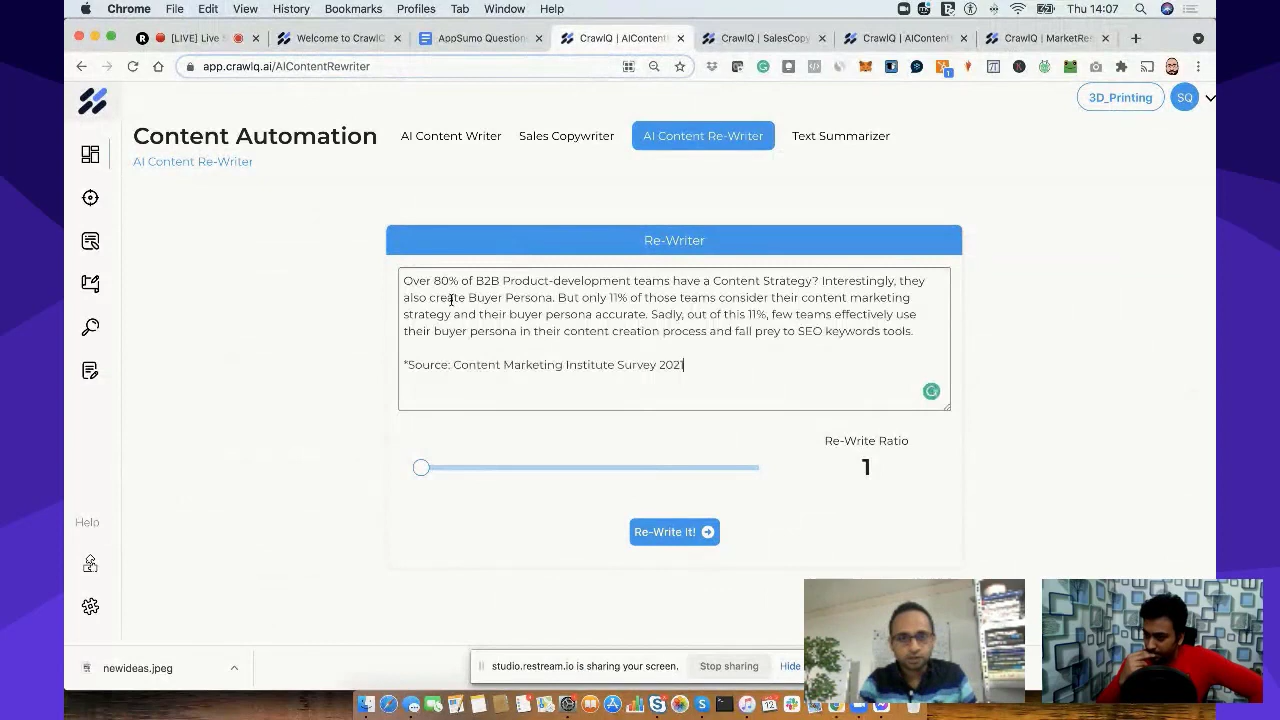 Chrome File Edit View History Bookmarks Profiles Tab Window Help Thu 14:07
[LIVE] Live Welcome to CrawlQ AppSumo Question CrawlQ | AIContent CrawlQ | SalesCopy CrawlQ | AIConten CrawlQ | MarketRe
app.crawlq.ai/AIContentRewriter
1
3D_Printing SQ
Content Automation AI Content Writer Sales Copywriter AI Content Re-Writer Text Summarizer
AI Content Re-Writer
Re-Writer
Over 80% of B2B Product-development teams have a Content Strategy? Interestingly, they
also create Buyer Persona. But only 11% of those teams consider their content marketing
strategy and their buyer persona accurate. Sadly, out of this 11%, few teams effectively use
their buyer persona in their content creation process and fall prey to SEO keywords tools.
*Source: Content Marketing Institute Survey 2021
Re-Write Ratio
1
Help
Re-Write It!
newideas.jpeg
studio.restream.io is sharing your screen. Stop sharing Hide